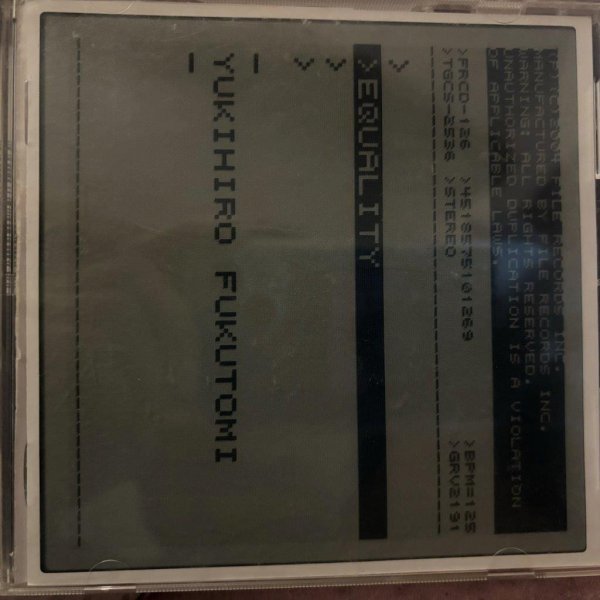 (P)+(C) 2004 FILE RECORDS INC.
MANUFACTURED BY FILE RECORDS INC.
WARNING: ALL RIGHTS RESERVED.
UNAUTHORIZED DUPLICATION IS A VIOLATION
OF APPLICABLE LAWS.
>FRCD-126 >4518575101269 >BPM=125
>TGCS-2536 >STEREO >GRV2191
>
>EQUALITY
>
>
YUKIHIRO FUKUTOMI